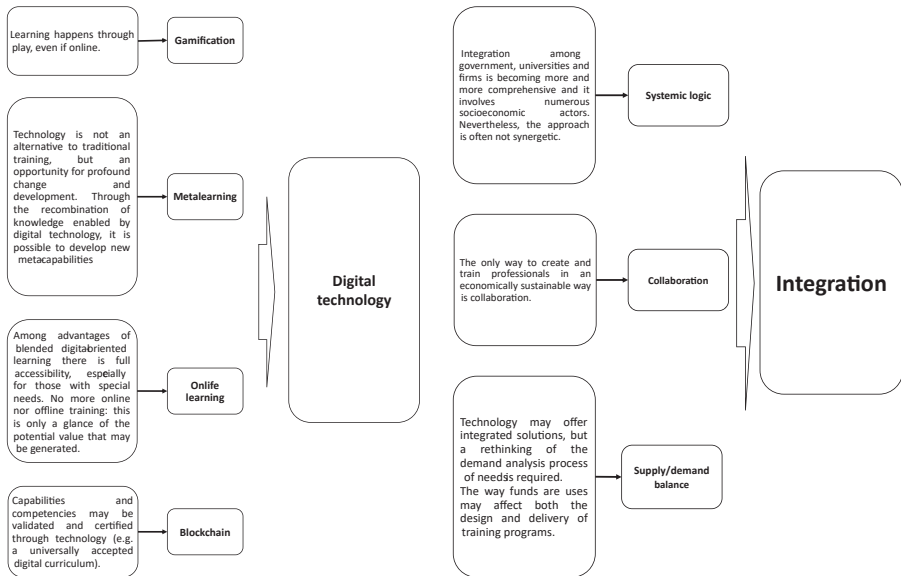 Learning happens through
play, even if online.
Gamification
Technology is not an
alternative to traditional
training, but an
opportunity for profound
change and
development. Through
the recombination of
knowledge enabled by
digital technology, it is
possible to develop new
metacapabilities
Metalearning
Among advantages of
blended digital-oriented
learning there is full
accessibility, especially
for those with special
needs. No more online
nor offline training: this
is only a glance of the
potential value that may
be generated.
Onlife
learning
Capabilities and
competencies may be
validated and certified
through technology (e.g.
a universally accepted
digital curriculum).
Blockchain
Digital
technology
Integration among
government, universities and
firms is becoming more and
more comprehensive and it
involves numerous
socioeconomic actors.
Nevertheless, the approach
is often not synergetic.
Systemic logic
The only way to create and
train professionals in an
economically sustainable way
is collaboration.
Collaboration
Technology may offer
integrated solutions, but
a rethinking of the
demand analysis process
of needs is required.
The way funds are uses
may affect both the
design and delivery of
training programs.
Supply/demand
balance
Integration